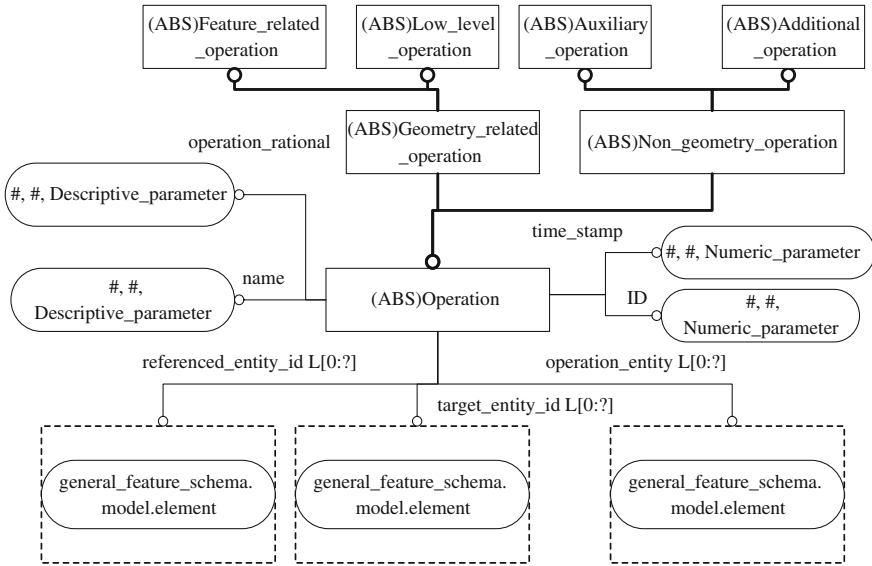 (ABS)Feature_related
_operation
(ABS)Low_level
_operation
(ABS)Auxiliary
_operation
(ABS)Additional
_operation
operation_rational
(ABS)Geometry_related
_operation
(ABS)Non_geometry_operation
#, #, Descriptive_parameter
time_stamp
#, #, Numeric_parameter
name
#, #,
Descriptive_parameter
(ABS)Operation
ID
#, #,
Numeric_parameter
referenced_entity_id L[0:?]
operation_entity L[0:?]
target_entity_id L[0:?]
general_feature_schema.
model.element
general_feature_schema.
model.element
general_feature_schema.
model.element